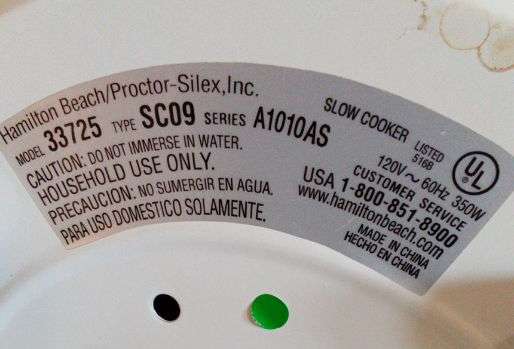 Hamilton Beach/Proctor-Silex,Inc.
MODEL 33725 TYPE SC09 SERIES A1010AS
CAUTION: DO NOT IMMERSE IN WATER.
HOUSEHOLD USE ONLY.
PRECAUCION: NO SUMERGIR EN AGUA.
PARA USO DOMESTICO SOLAMENTE.
SLOW COOKER LISTED
516B
120V~ 60Hz 350W
UL
®
CUSTOMER SERVICE
USA 1-800-851-8900
www.hamiltonbeach.com
MADE IN CHINA
HECHO EN CHINA